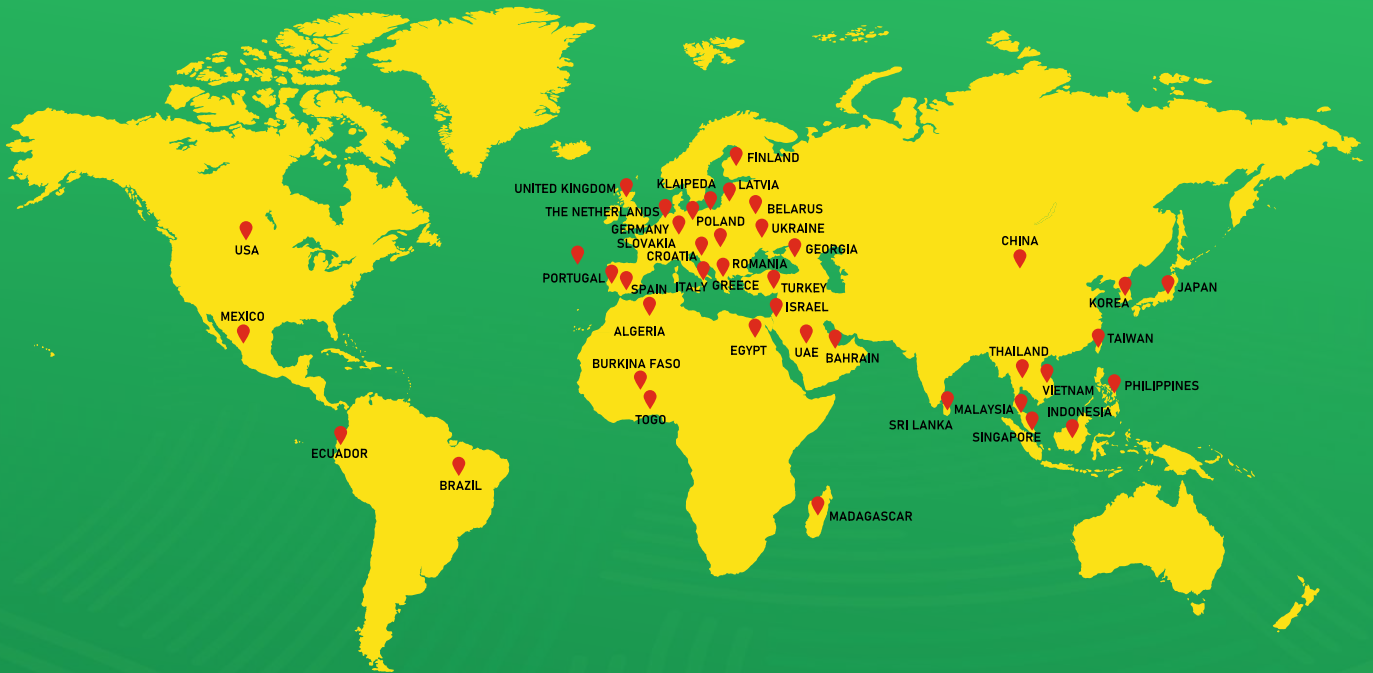 FINLAND
UNITED KINGDOM
KLAIPEDA
LATVIA
THE NETHERLANDS
BELARUS
POLAND
GERMANY
UKRAINE
SLOVAKIA
GEORGIA
CROATIA
ROMANIA
PORTUGAL
SPAIN
ITALY
GREECE
TURKEY
USA
CHINA
KOREA
JAPAN
MEXICO
ISRAEL
ALGERIA
EGYPT
UAE
BAHRAIN
TAIWAN
THAILAND
BURKINA FASO
VIETNAM
PHILIPPINES
TOGO
SRI LANKA
MALAYSIA
INDONESIA
SINGAPORE
ECUADOR
BRAZIL
MADAGASCAR